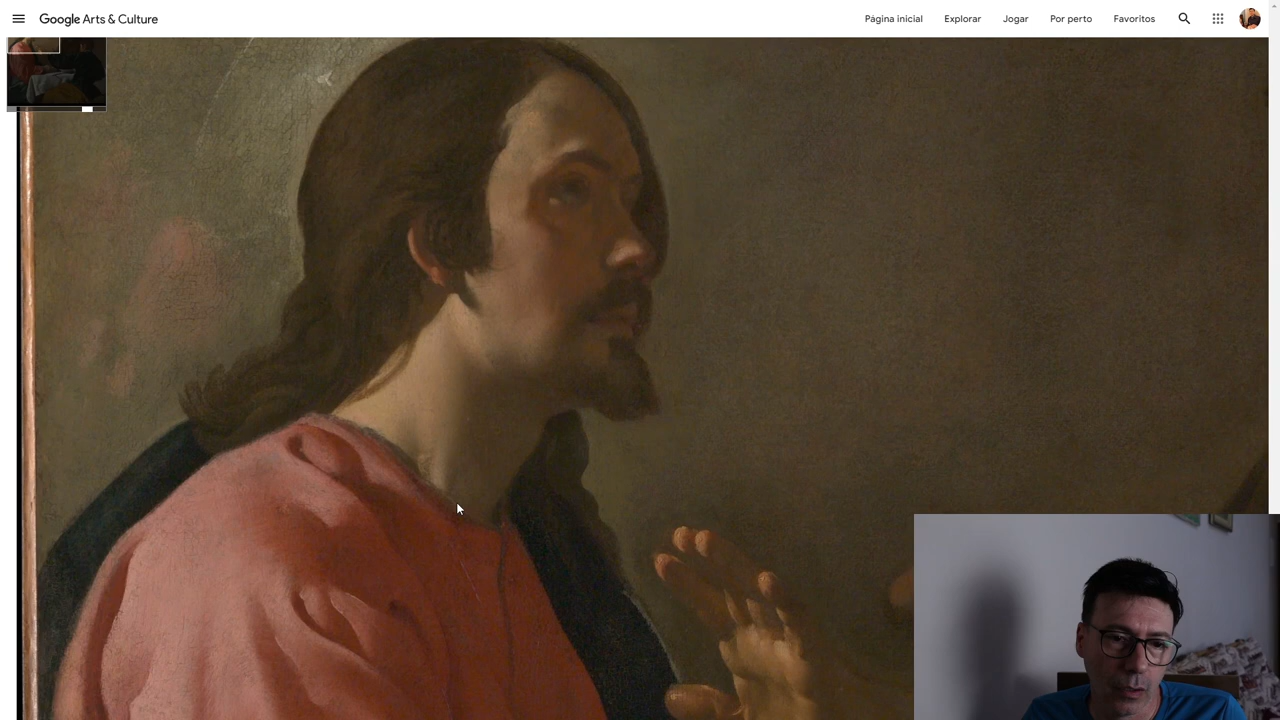 Google Arts & Culture
Página inicial
Explorar
Jogar
Por perto
Favoritos